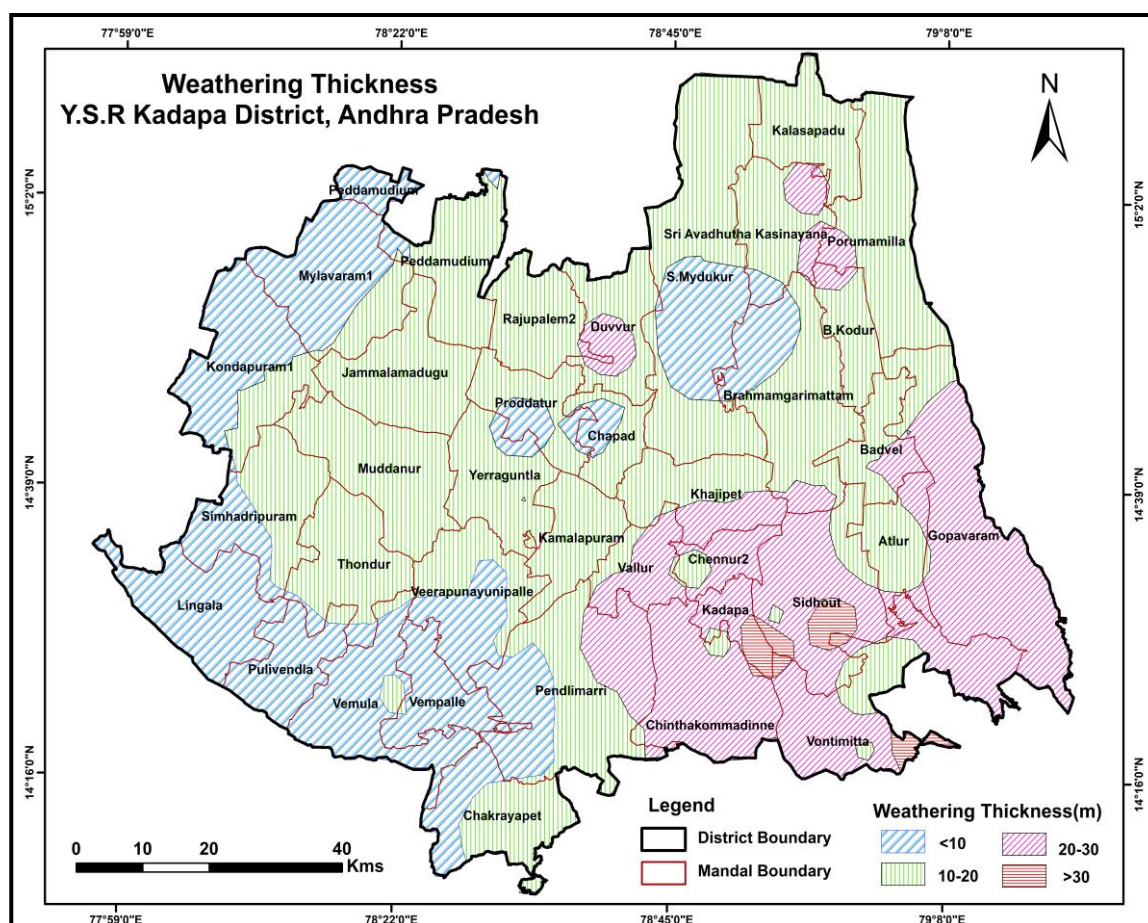 77°59'0"E 78°22'0"E 78°45'0"E 79°8'0"E
Weathering Thickness
Y.S.R Kadapa District, Andhra Pradesh
N
15°2'0"N
15°2'0"N
Kalasapadu
Peddamudium
Sri Avadhutha Kasinayana
Porumamilla
Peddamudium
Mylavaram1
S.Mydukur
Rajupalem2
Duvvur
B.Kodur
Kondapuram1
Jammalamadugu
Brahmamgarimattam
Proddatur
Chapad
Badvel
Muddanur
Yerraguntla
14°39'0"N
14°39'0"N
Khajipet
Simhadripuram
Kamalapuram
Gopavaram
Atlur
Chennur2
Thondur
Vallur
Veerapunayunipalle
Lingala
Kadapa
Sidhout
Pulivendla
Vemula
Vempalle
Pendlimarri
Chinthakommadinne
Vontimitta
14°16'0"N
14°16'0"N
Chakrayapet
Legend
District Boundary
Mandal Boundary
Weathering Thickness(m)
<10
10-20
20-30
>30
0 10 20 40
Kms
77°59'0"E 78°22'0"E 78°45'0"E 79°8'0"E